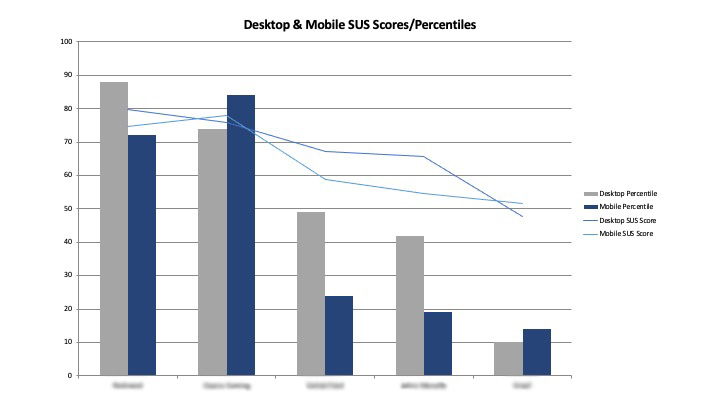 Desktop & Mobile SUS Scores/Percentiles
100
90
80
70
60
50
40
30
20
10
0
Desktop Percentile
Mobile Percentile
Desktop SUS Score
Mobile SUS Score